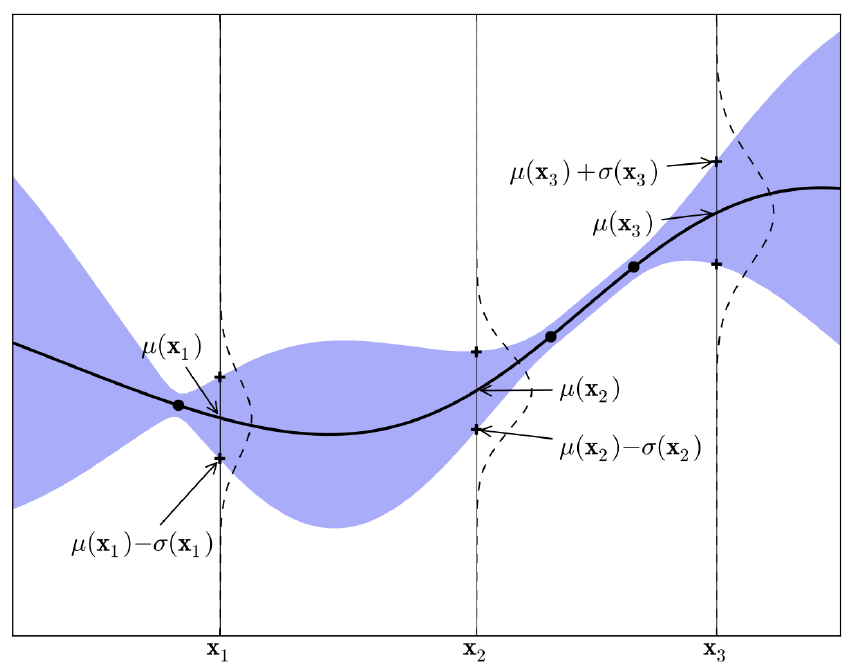 μ(x₃)+σ(x₃)
μ(x₃)
μ(x₁)
μ(x₂)
μ(x₂)−σ(x₂)
μ(x₁)−σ(x₁)
x₁ x₂ x₃